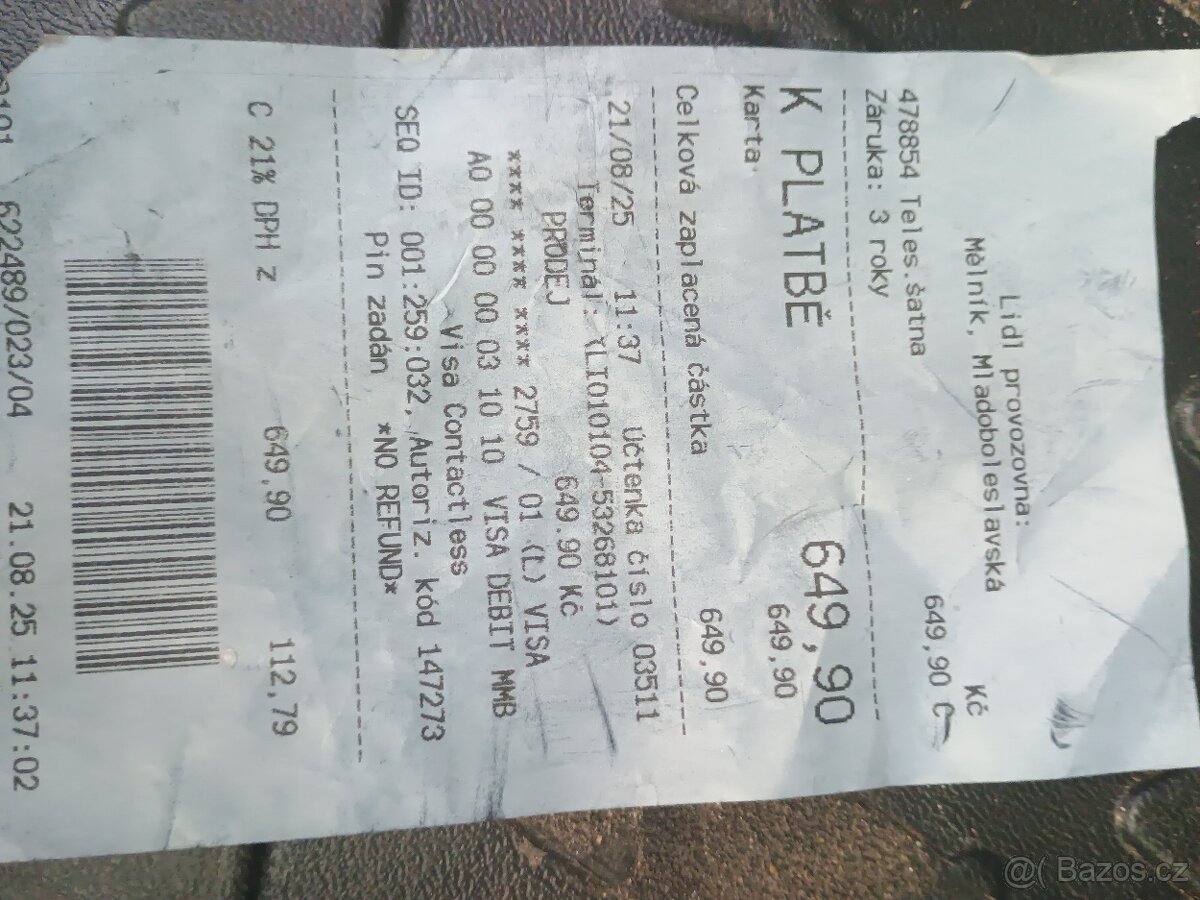 Lidl provozovna:
Mělník, Mladoboleslavská
Kč
478854 Teles.šatna 649,90 C
Záruka: 3 roky
K PLATBĚ 649,90
Karta 649,90
Celková zaplacená částka 649,90
21/08/25 11:37 Účtenka číslo 03511
Terminál: (LIO10104-53268101)
PRODEJ 649.90 Kč
**** **** **** 2759 / 01 (L) VISA
A0 00 00 00 03 10 10 VISA DEBIT MMB
Visa Contactless
SEQ ID: 001:259:032, Autoriz. kód 147273
Pin zadán *NO REFUND*
C 21% DPH z 649,90 112,79
0101 622489/023/04 21.08.25 11:37:02
@( Bazos.cz